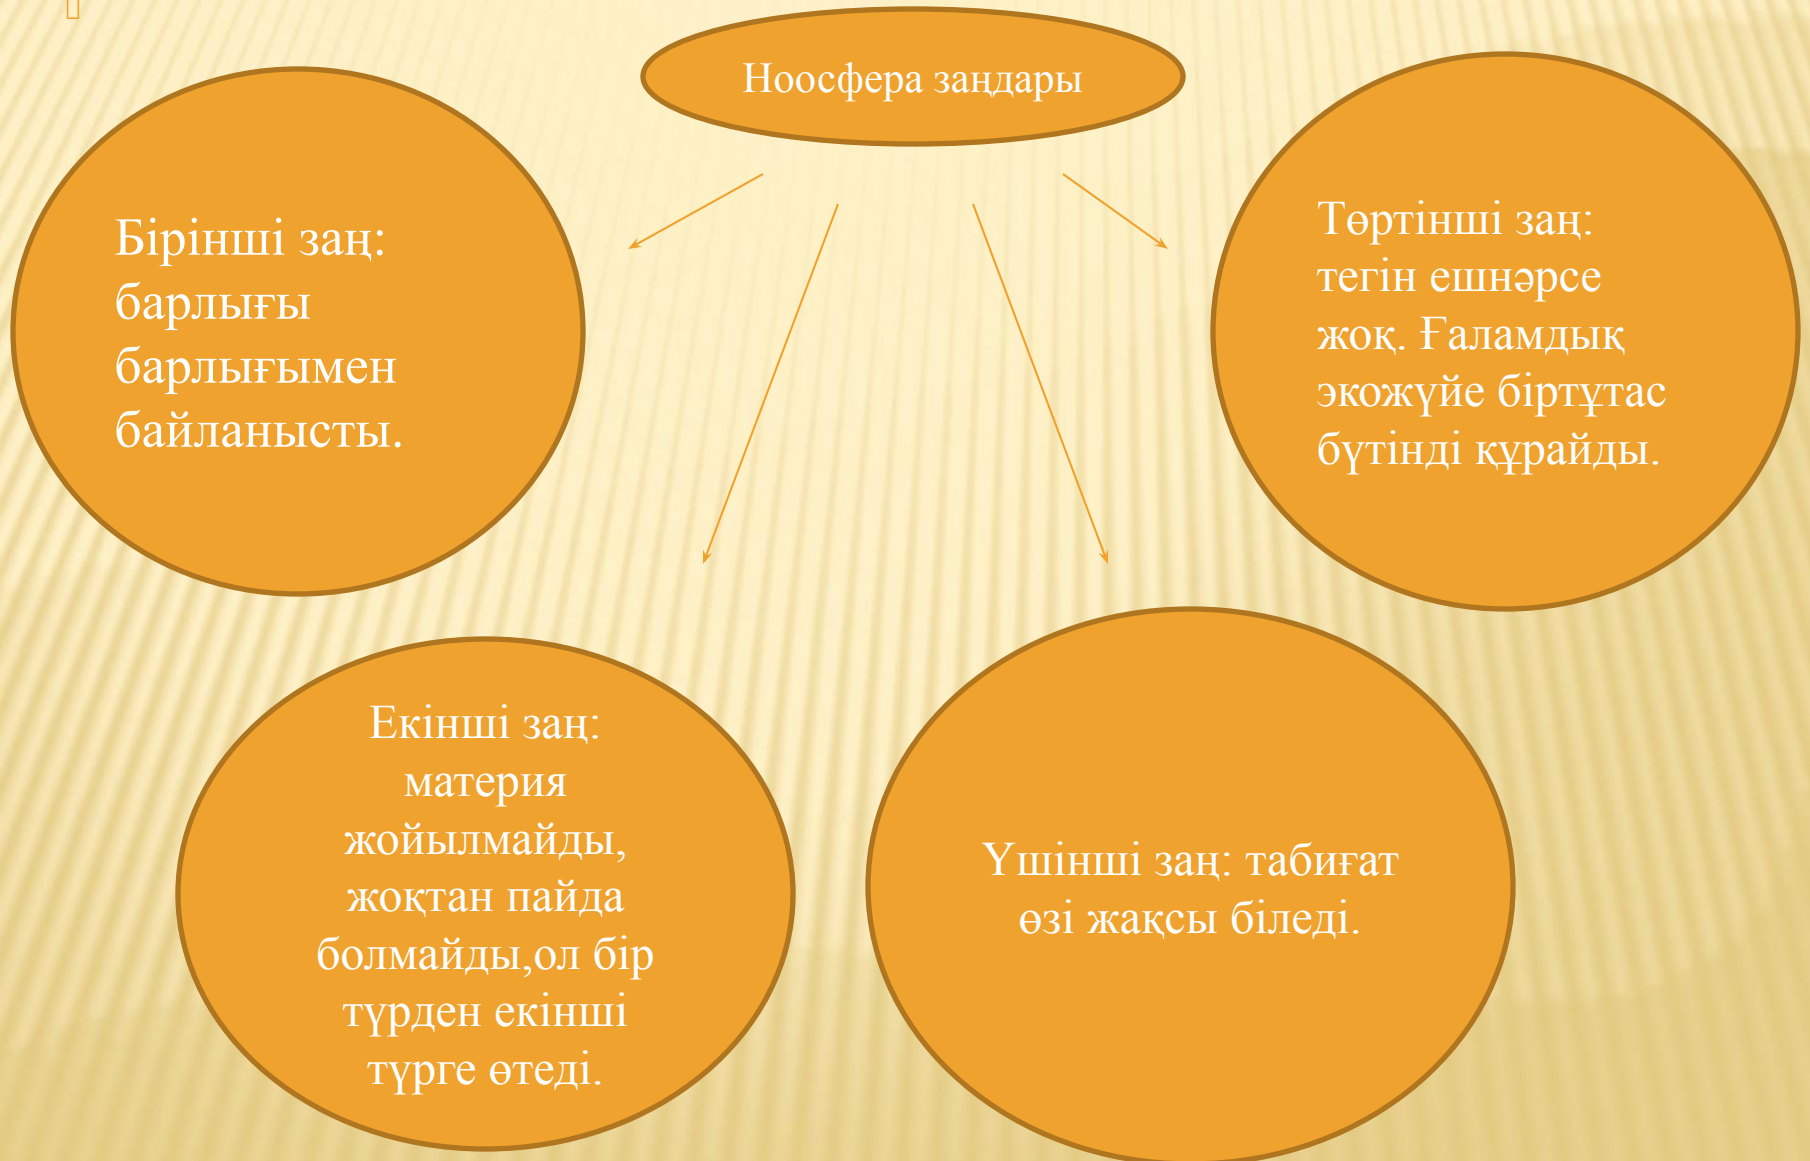 Ноосфера заңдары
Бірінші заң:
барлығы
барлығымен
байланысты.
Екінші заң:
материя
жойылмайды,
жоқтан пайда
болмайды,ол бір
түрден екінші
түрге өтеді.
Үшінші заң: табиғат
өзі жақсы біледі.
Төртінші заң:
тегін ешнәрсе
жоқ. Ғаламдық
экожүйе біртұтас
бүтінді құрайды.